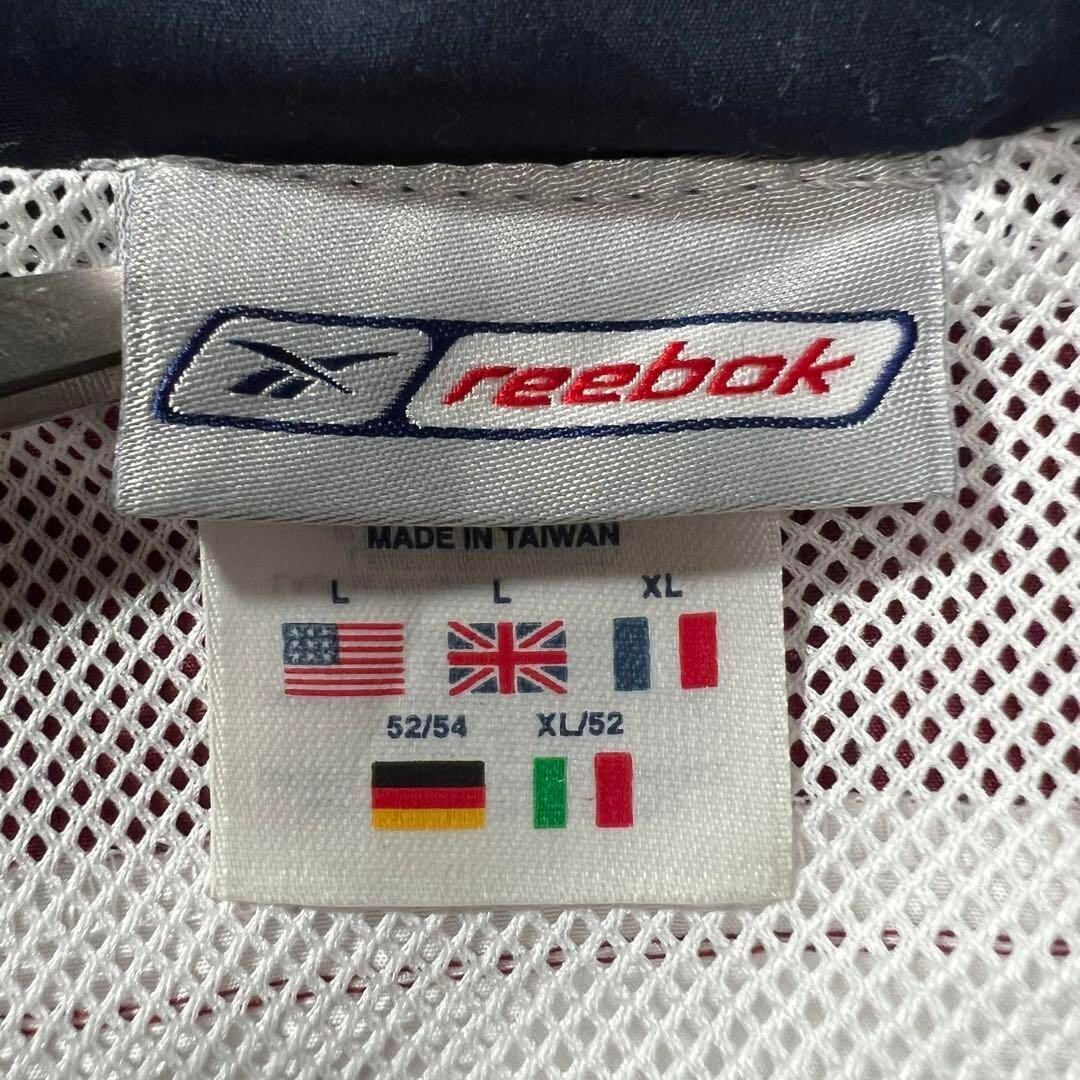 reebok
MADE IN TAIWAN
L L XL
52/54 XL/52